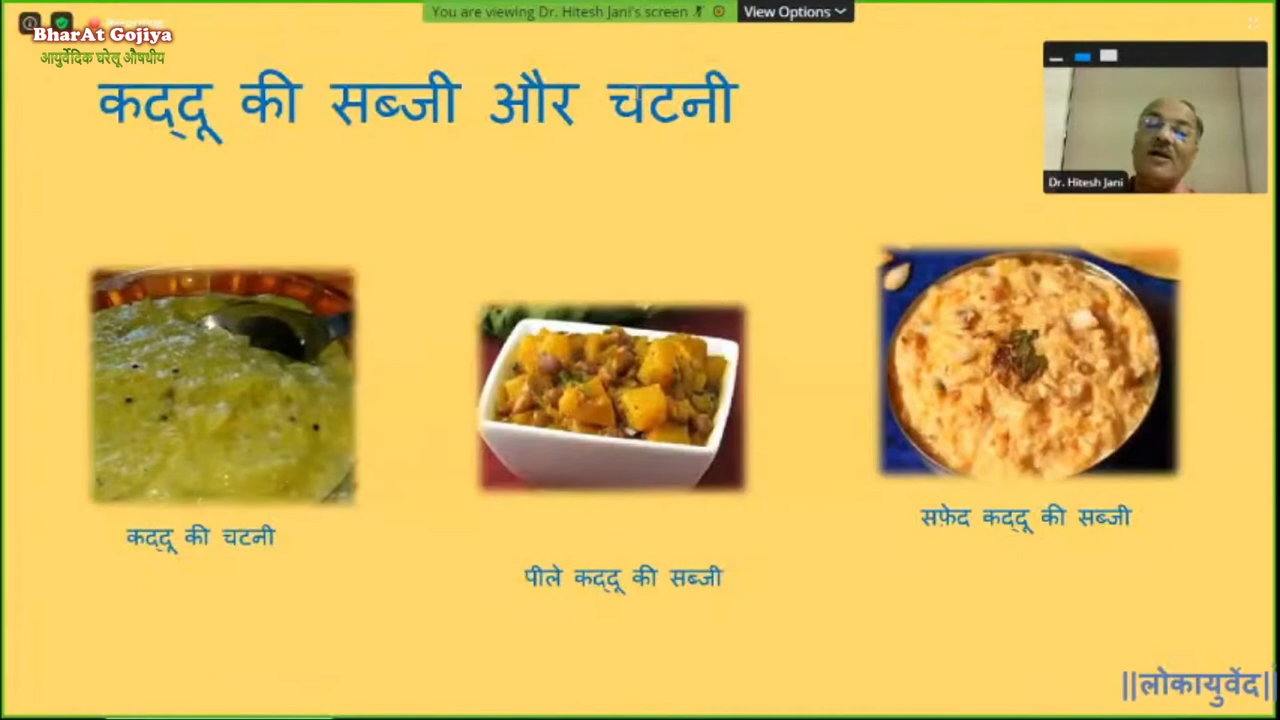 You are viewing Dr. Hitesh Jani's screen
View Options
BharAt Gojiya
आयुर्वेदिक घरेलू औषधीय
कद्दू की सब्जी और चटनी
Dr. Hitesh Jani
कद्दू की चटनी
पीले कद्दू की सब्जी
सफ़ेद कद्दू की सब्जी
||लोकायुर्वेद|